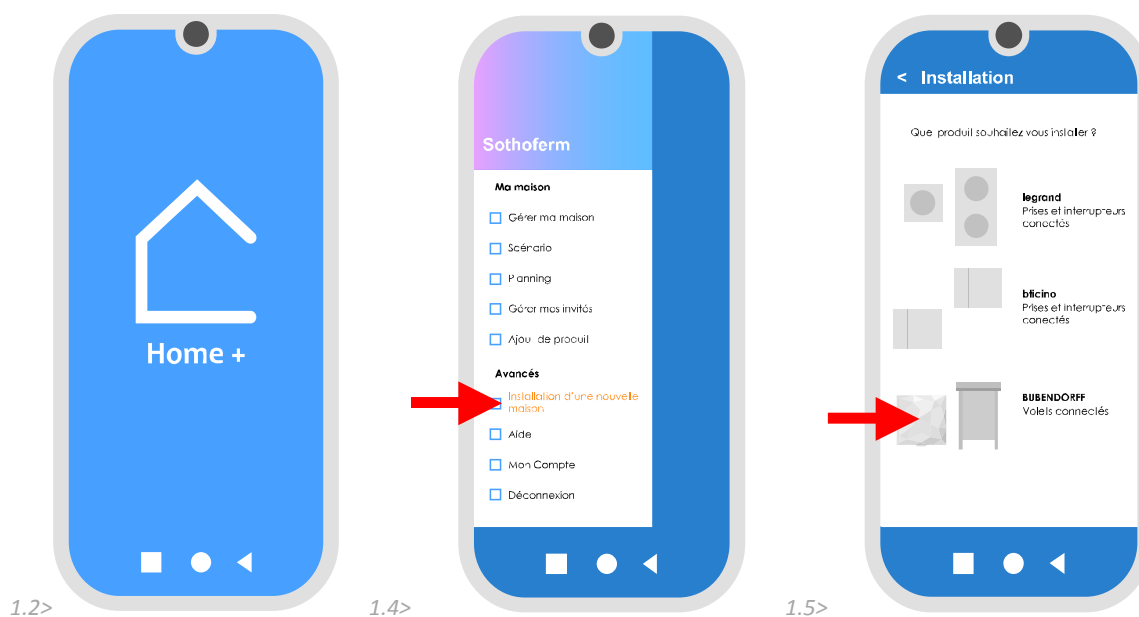 Home +
1.2>
Sothoferm
Ma maison
Gérer ma maison
Scénario
Planning
Gérer mes invités
Ajout de produit
Avancés
Installation d'une nouvelle
maison
Aide
Mon Compte
Déconnexion
1.4>
< Installation
Quel produit souhaitez vous installer ?
legrand
Prises et interrupteurs
conectés
bticino
Prises et interrupteurs
conectés
BUBENDORFF
Volets connectés
1.5>